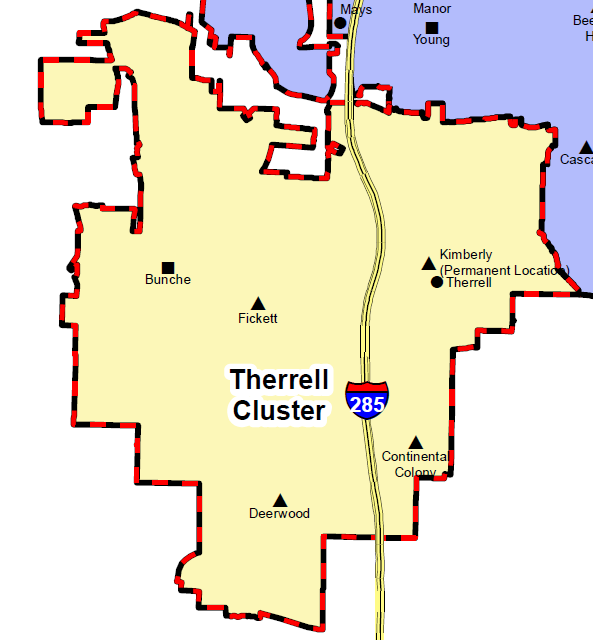 Mays
Manor
Young
Bee
H
Casca
Kimberly
(Permanent Location)
Therrell
Bunche
Fickett
Therrell
Cluster
285
Continental
Colony
Deerwood